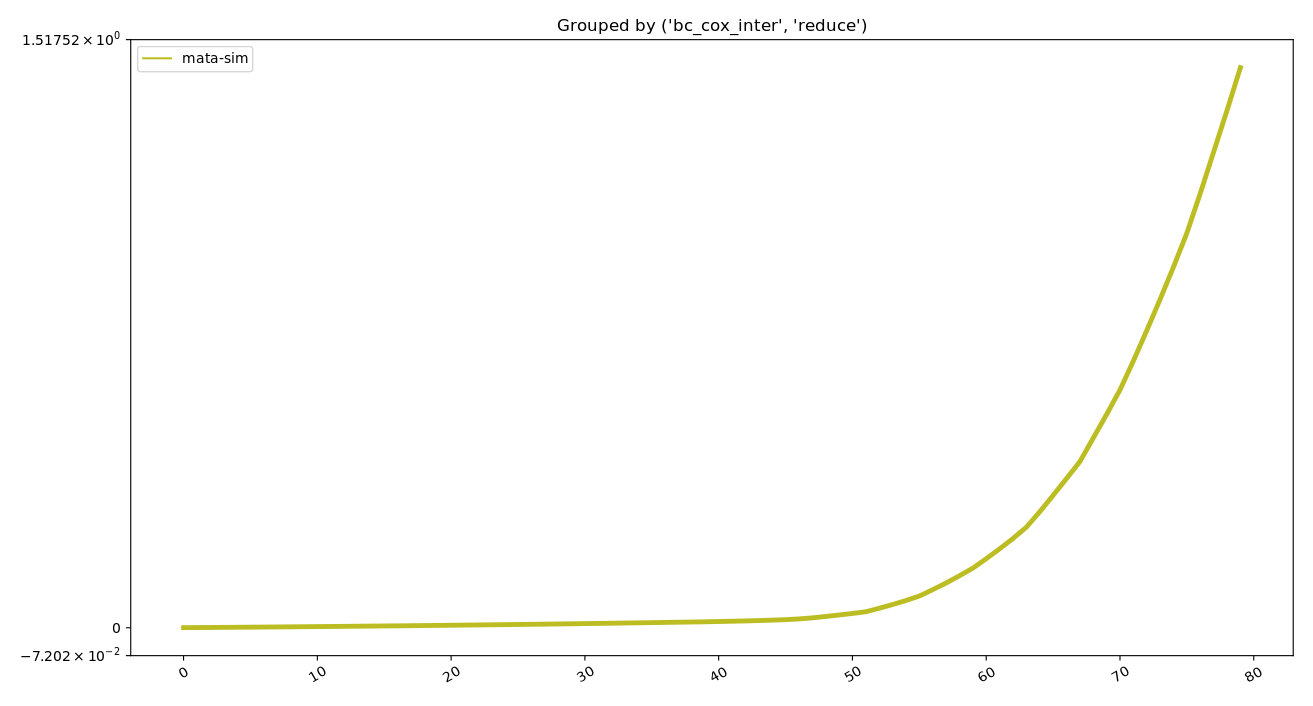 Grouped by ('bc_cox_inter', 'reduce')
1.51752 × 10⁰
mata-sim
0
−7.202 × 10⁻²
0 10 20 30 40 50 60 70 80